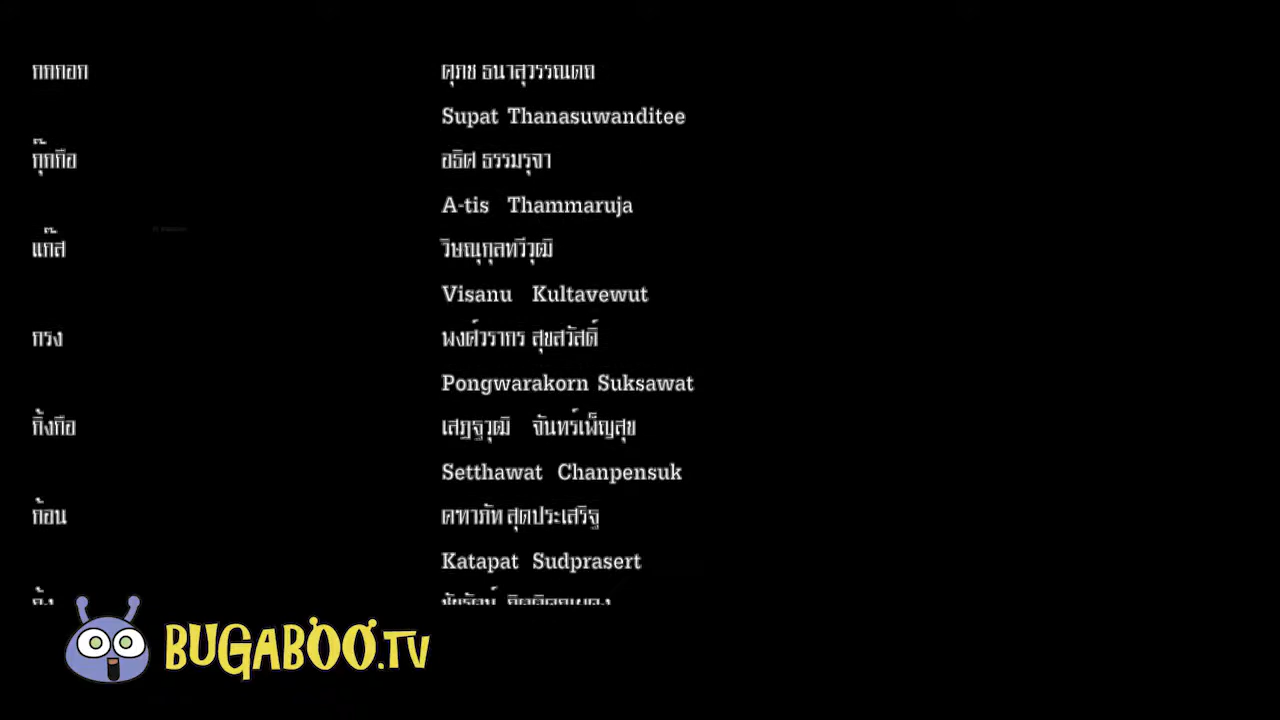 กกกอก ศุภช ธนาสุวรรณดิถี
Supat Thanasuwanditee
กุ๊กกือ อธิศ ธรรมรุจา
A-tis Thammaruja
แก๊ส วิษณุกุลทวีวุฒิ
Visanu Kultavewut
กรง พงศ์วรากร สุขสวัสดิ์
Pongwarakorn Suksawat
กิ้งกือ เสฎฐวุฒิ จันทร์เพ็ญสุข
Setthawat Chanpensuk
ก้อน คฑาภัท สุดประเสริฐ
Katapat Sudprasert
BUGABOO.TV